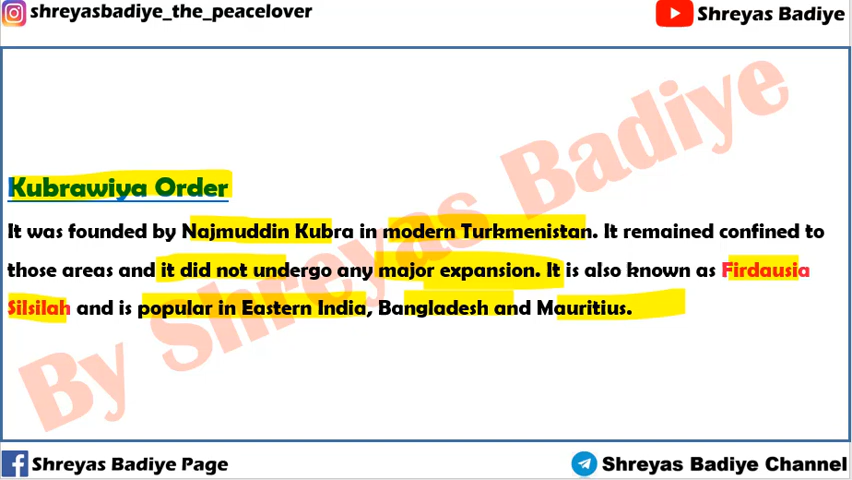 shreyasbadiye_the_peacelover
Shreyas Badiye
Kubrawiya Order
It was founded by Najmuddin Kubra in modern Turkmenistan. It remained confined to
those areas and it did not undergo any major expansion. It is also known as Firdausia
Silsilah and is popular in Eastern India, Bangladesh and Mauritius.
By Shreyas Badiye
Shreyas Badiye Page
Shreyas Badiye Channel